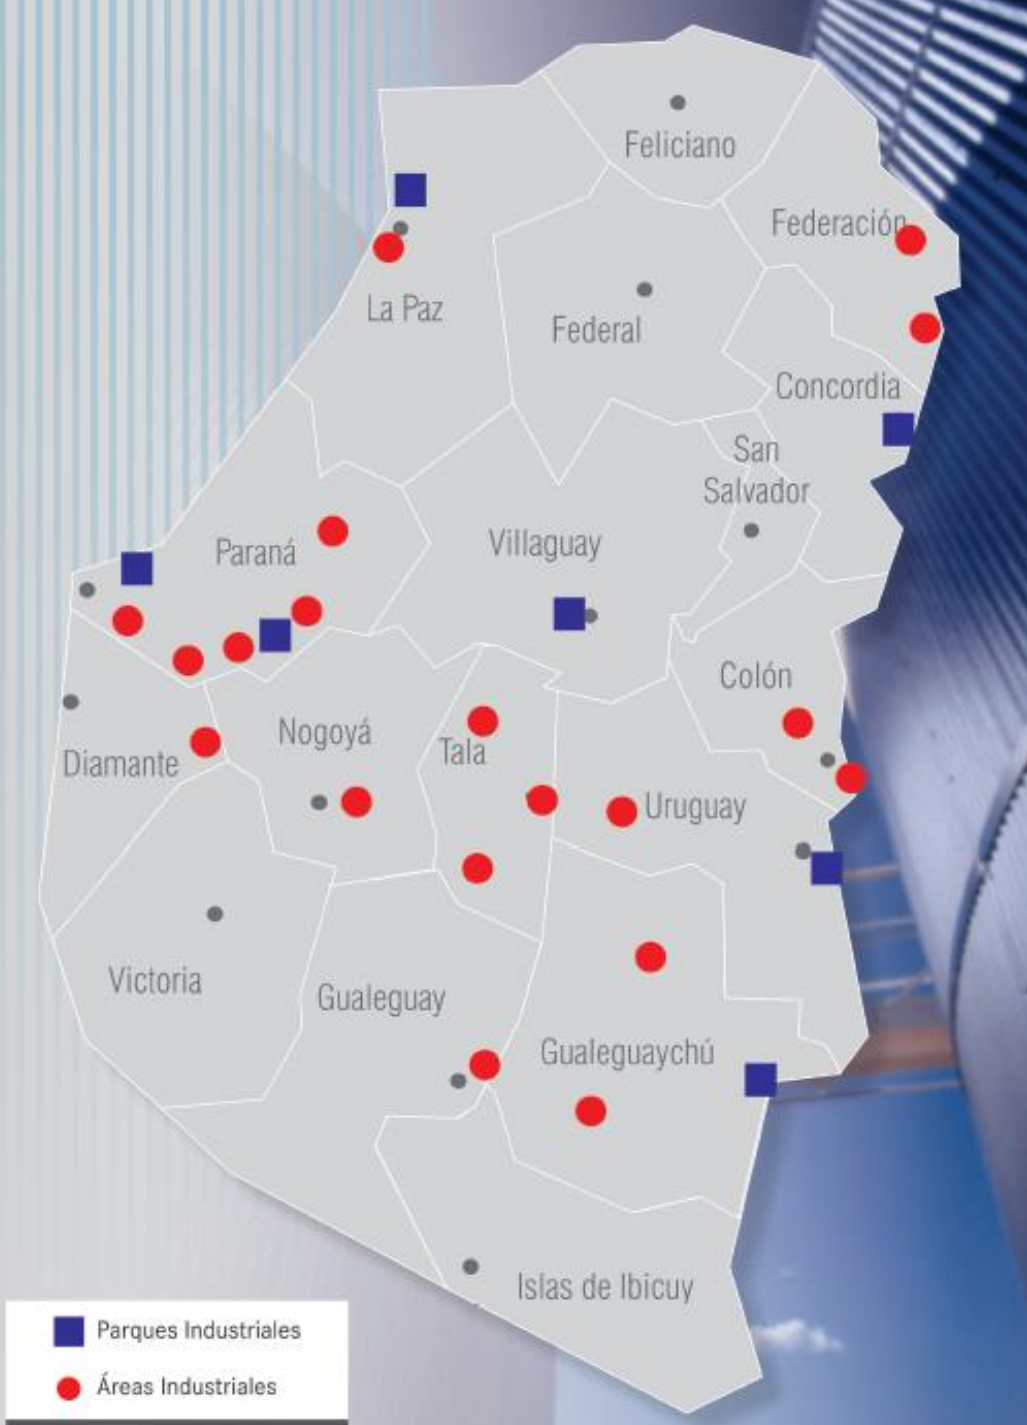 Feliciano
Federación
La Paz
Federal
Concordia
San
Salvador
Villaguay
Paraná
Colón
Nogoyá
Tala
Diamante
Uruguay
Victoria
Gualeguay
Gualeguaychú
Islas de Ibicuy
Parques Industriales
Áreas Industriales